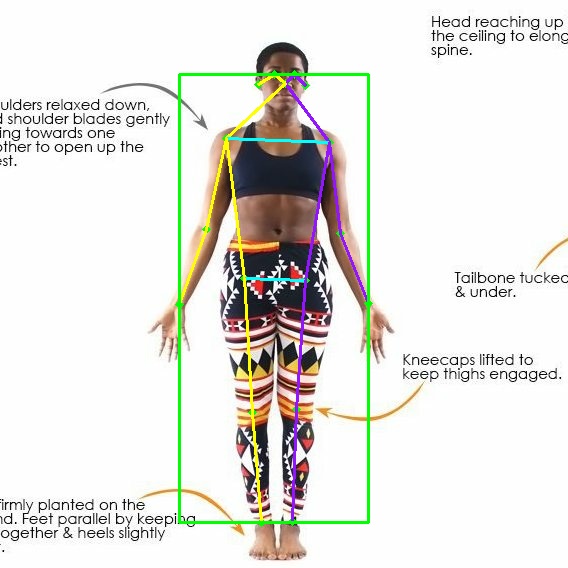 Head reaching up
the ceiling to elong
spine.
ulders relaxed down,
d shoulder blades gently
ing towards one
other to open up the
est.
Tailbone tucked
& under.
Kneecaps lifted to
keep thighs engaged.
firmly planted on the
nd. Feet parallel by keeping
together & heels slightly
t.